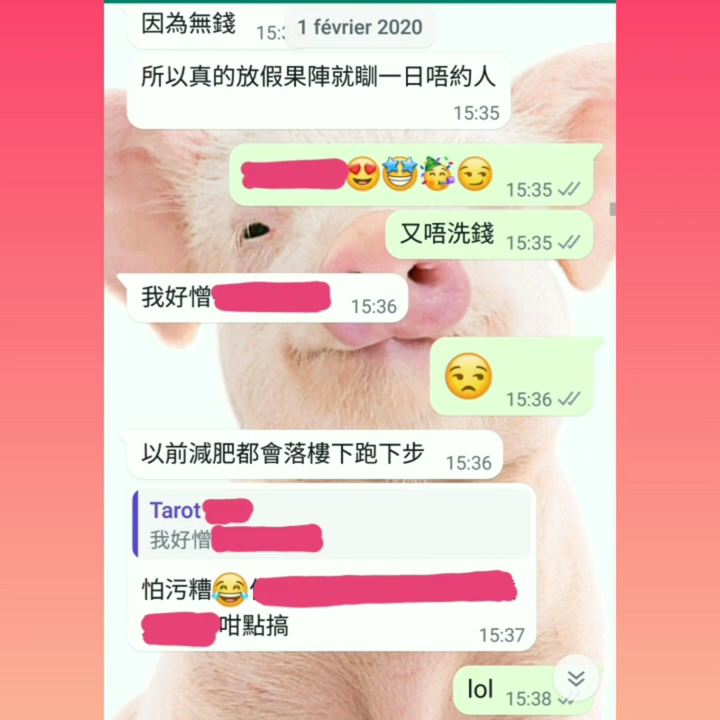 因為無錢
1 février 2020
所以真的放假果陣就瞓一日唔約人
15:35
😍🤩🥳😏 15:35
又唔洗錢 15:35
我好憎 15:36
😒 15:36
以前減肥都會落樓下跑下步 15:36
Tarot
我好憎
怕污糟😂
咁點搞
15:37
lol 15:38